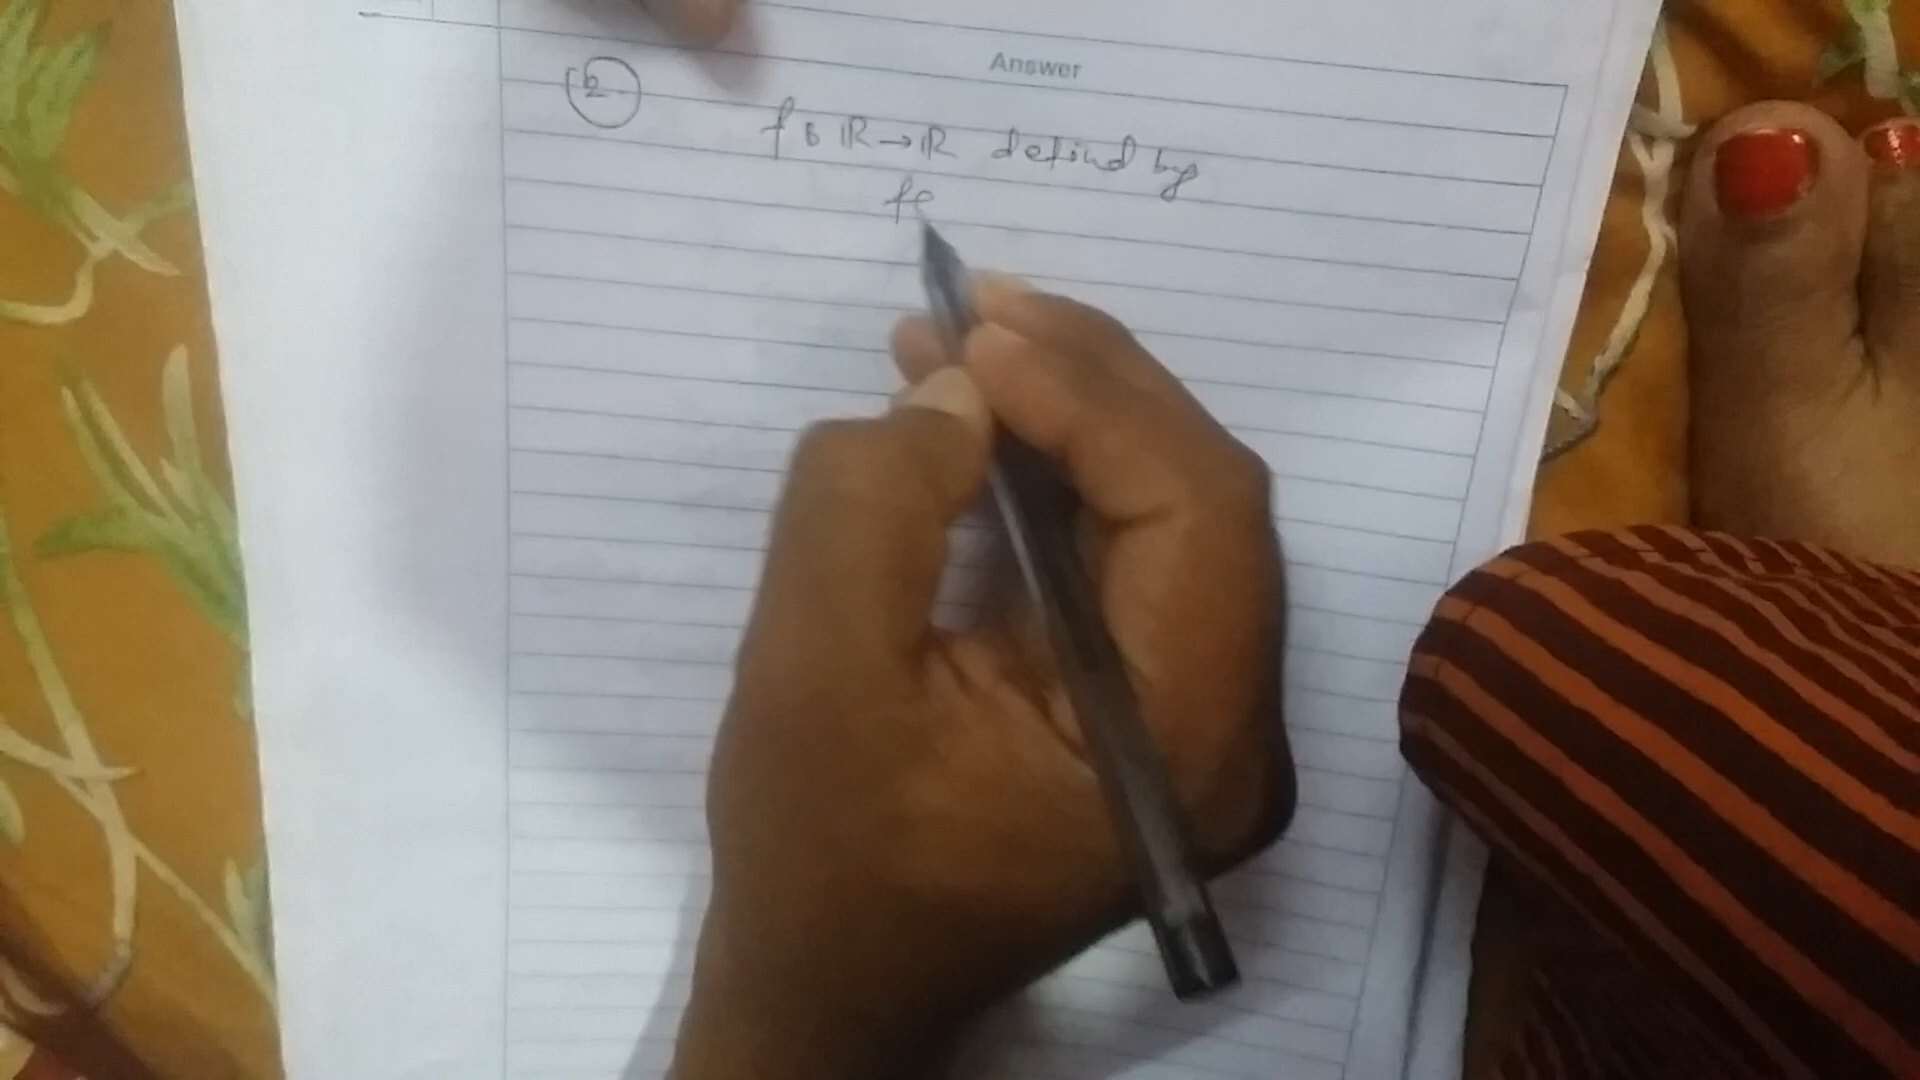 Answer
2.
f : ℝ → ℝ defind by
f(